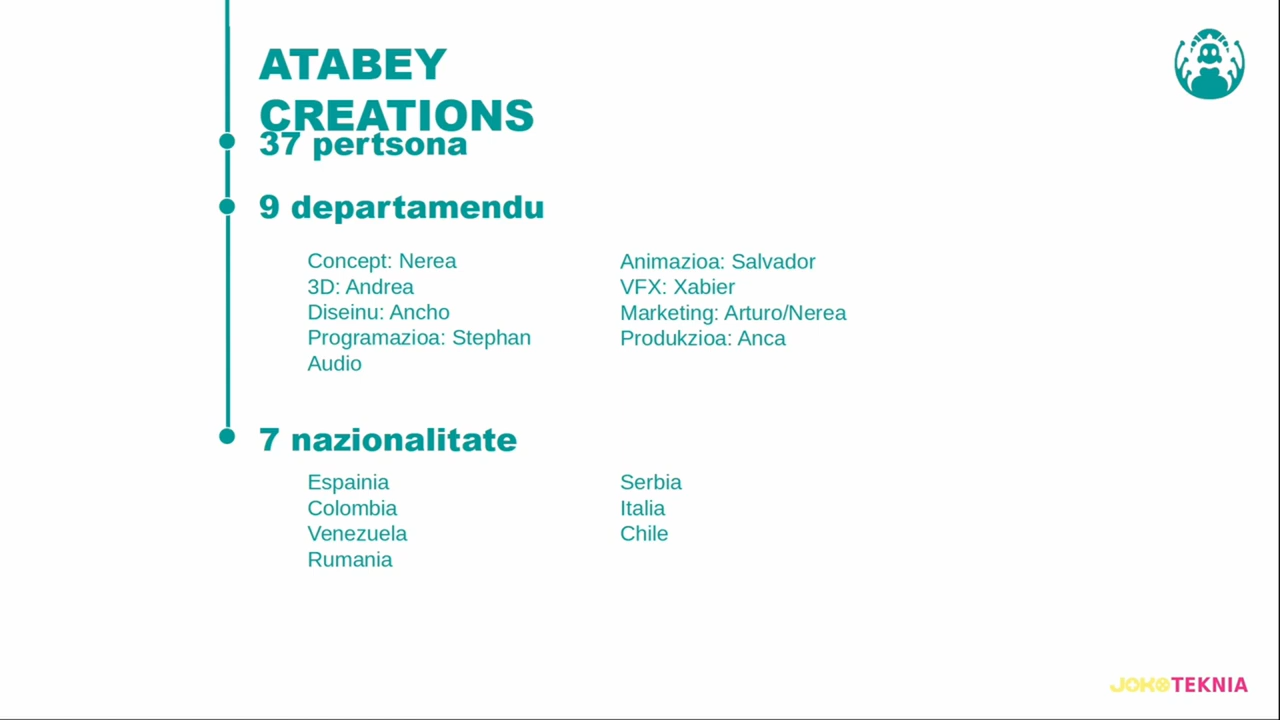 ATABEY
CREATIONS
37 pertsona
9 departamendu
Concept: Nerea
3D: Andrea
Diseinu: Ancho
Programazioa: Stephan
Audio
Animazioa: Salvador
VFX: Xabier
Marketing: Arturo/Nerea
Produkzioa: Anca
7 nazionalitate
Espainia
Colombia
Venezuela
Rumania
Serbia
Italia
Chile
JOKOTEKNIA